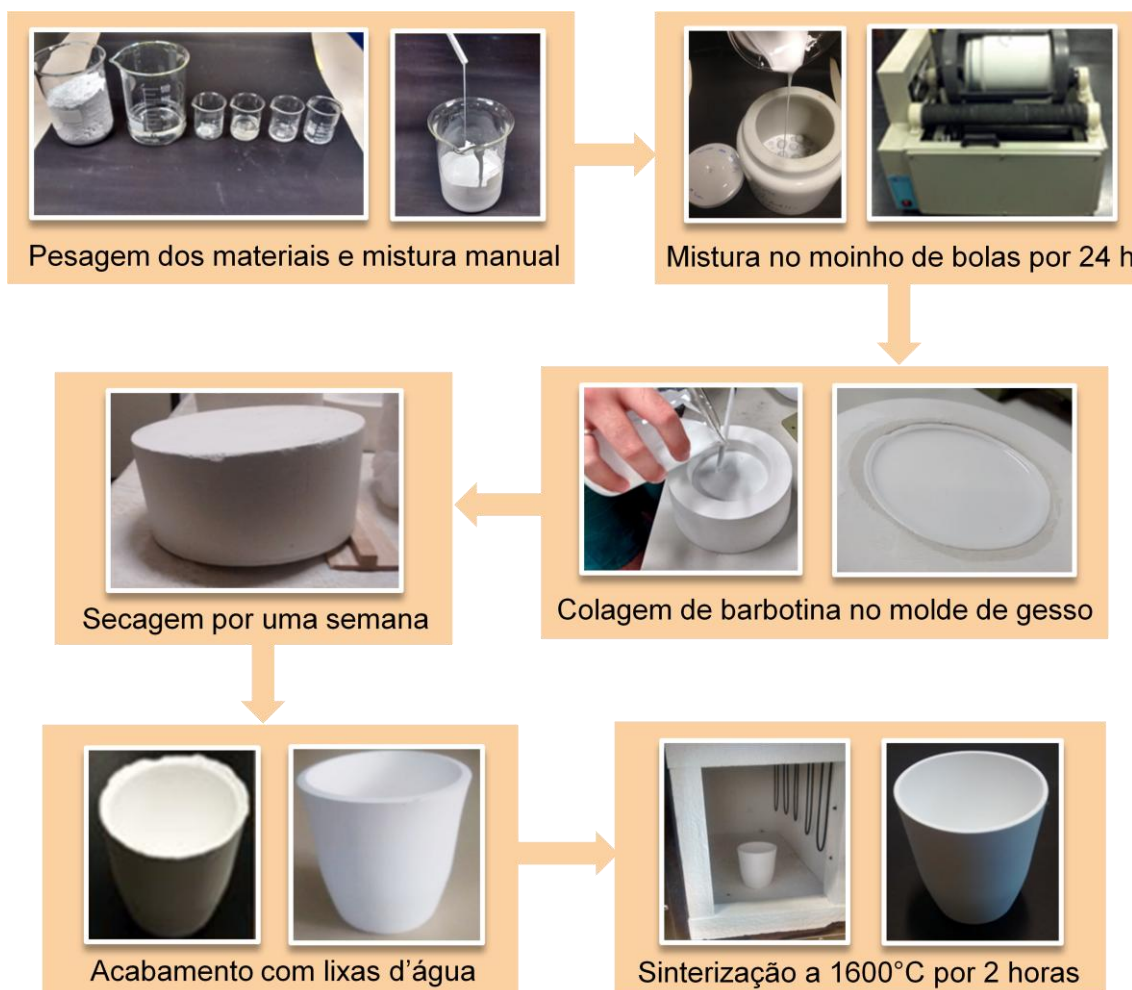 Pesagem dos materiais e mistura manual
Mistura no moinho de bolas por 24 h
Colagem de barbotina no molde de gesso
Secagem por uma semana
Acabamento com lixas d'água
Sinterização a 1600°C por 2 horas